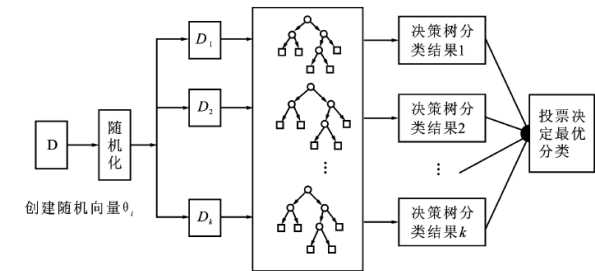 D
随机化
创建随机向量θi
D1
D2
Dk
⋮
决策树分
类结果1
决策树分
类结果2
⋮
决策树分
类结果k
投票决
定最优
分类